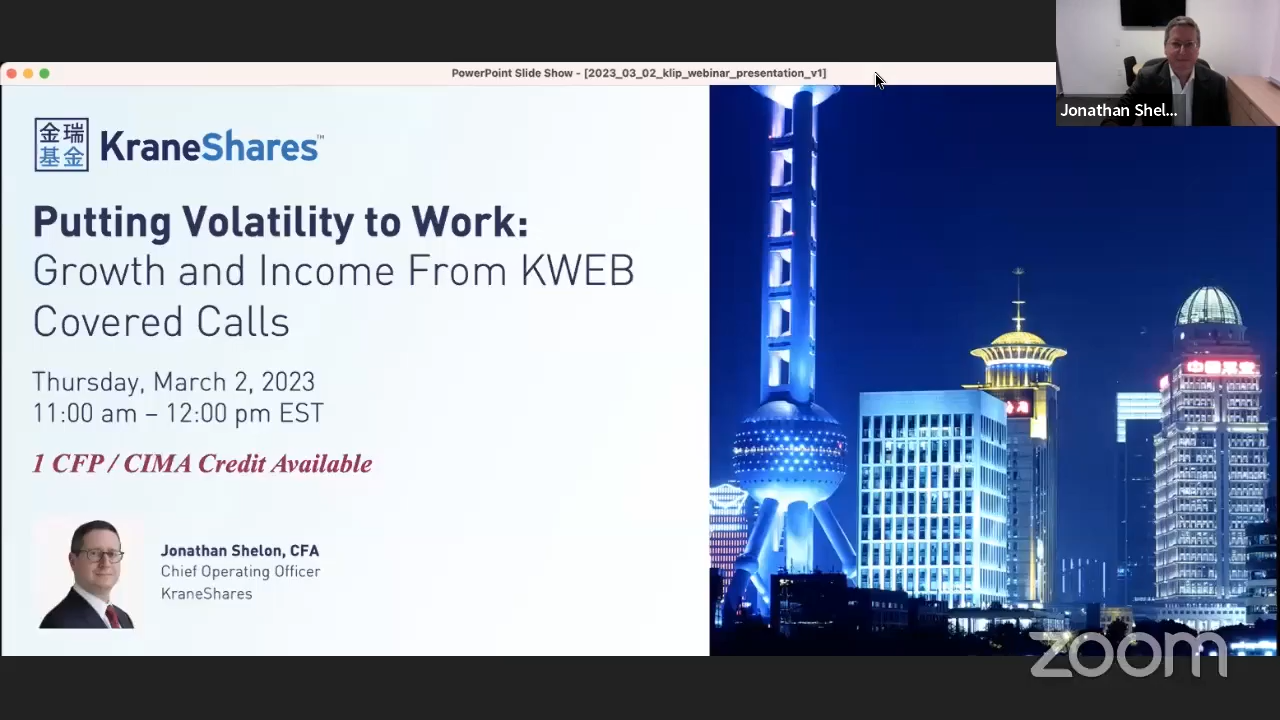 PowerPoint Slide Show - [2023_03_02_klip_webinar_presentation_v1]
Jonathan Shel...
金瑞
基金
KraneShares™
Putting Volatility to Work:
Growth and Income From KWEB
Covered Calls
Thursday, March 2, 2023
11:00 am – 12:00 pm EST
1 CFP / CIMA Credit Available
Jonathan Shelon, CFA
Chief Operating Officer
KraneShares
zoom